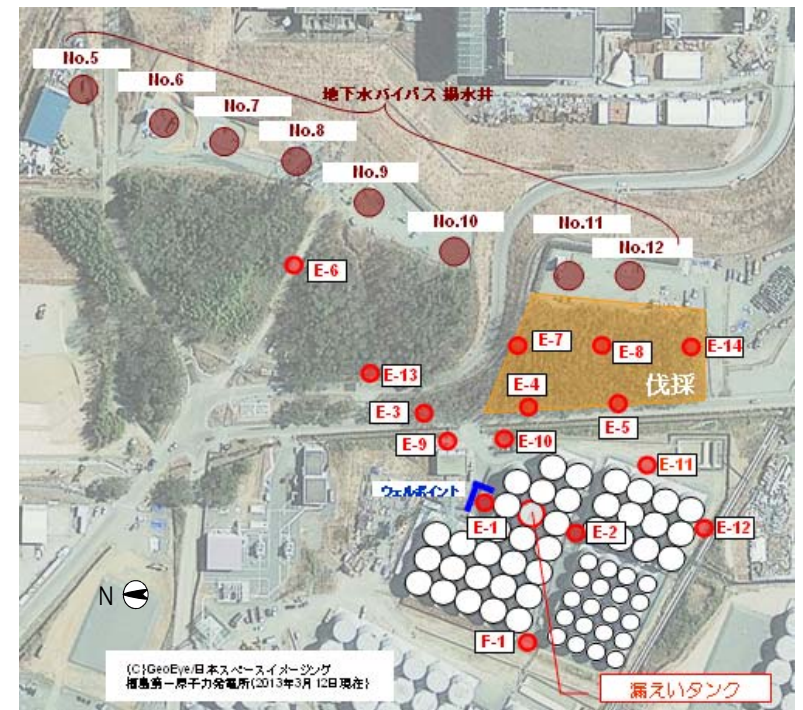 No.5
No.6
No.7
地下水バイパス 揚水井
No.8
No.9
No.10
No.11
No.12
E-6
E-7
E-8
E-14
E-13
伐採
E-4
E-3
E-5
E-9
E-10
E-11
ウェルポイント
E-1
E-2
E-12
N
F-1
(C)GeoEye/日本スペースイメージング
福島第一原子力発電所(2013年3月12日現在)
漏えいタンク